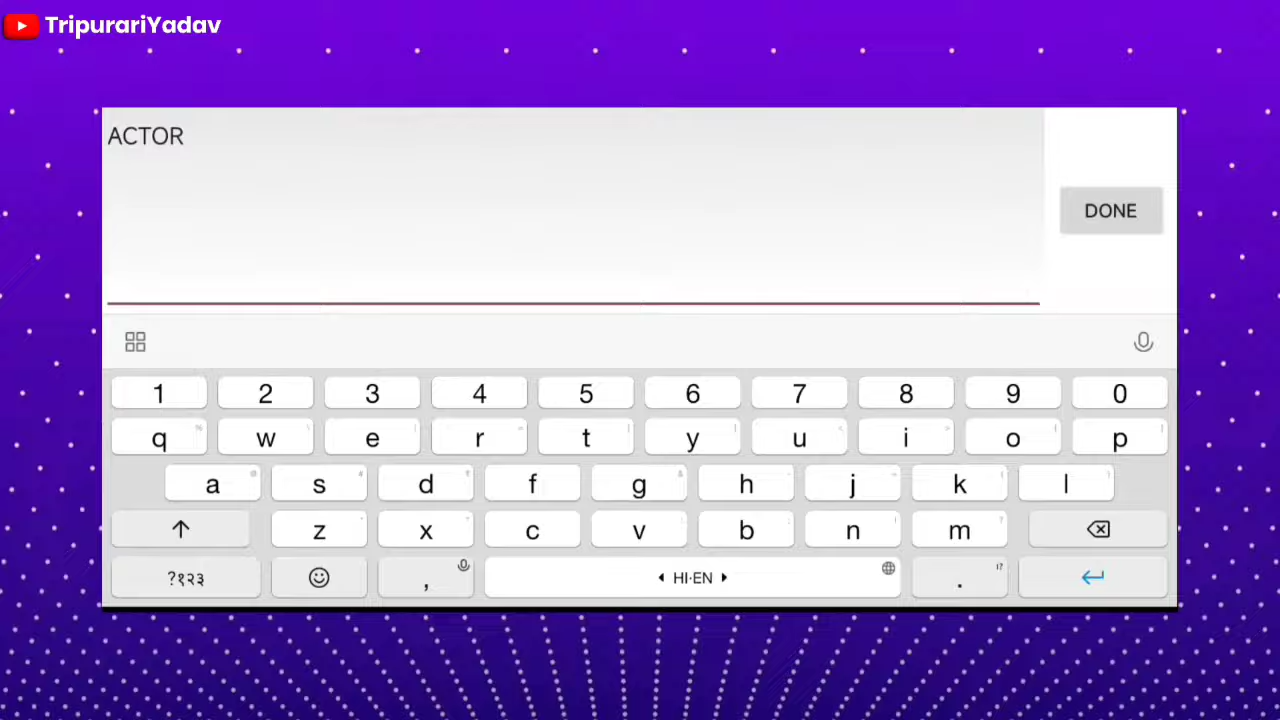 TripurariYadav
ACTOR
DONE
1 2 3 4 5 6 7 8 9 0
q w e r t y u i o p
a s d f g h j k l
z x c v b n m
?१२३ , HI·EN . !?